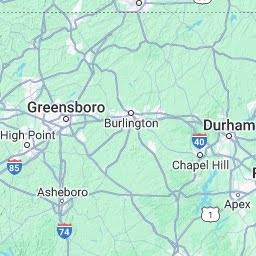 Greensboro
Burlington
High Point
Durham
40
Chapel Hill
85
Asheboro
Apex
1
74